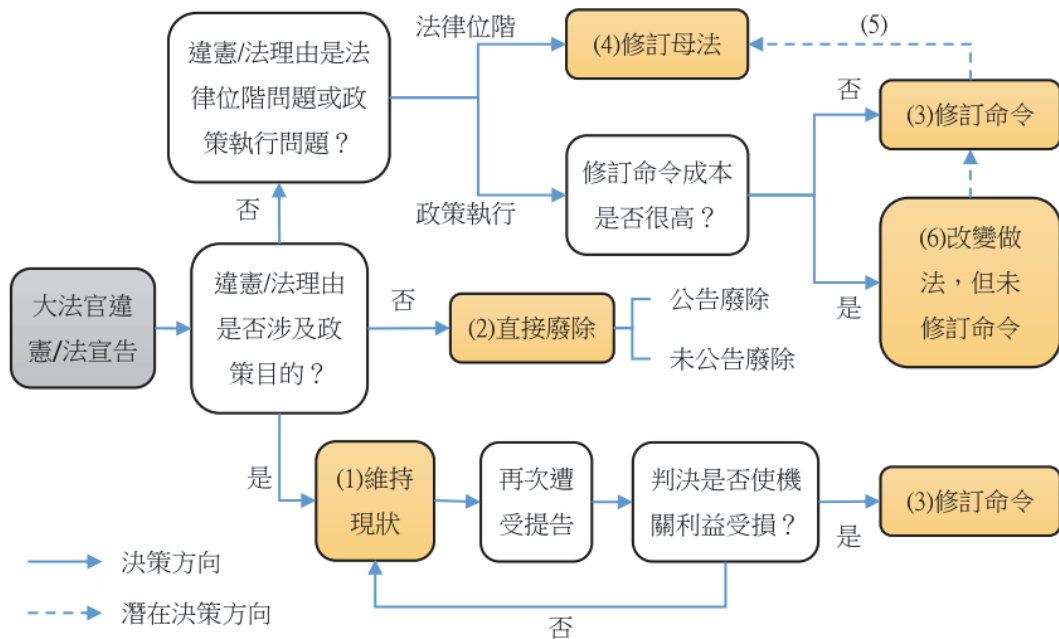 法律位階
(5)
違憲/法理由是法
律位階問題或政
策執行問題？
(4)修訂母法
否
(3)修訂命令
修訂命令成本
是否很高？
政策執行
否
(6)改變做
法，但未
修訂命令
是
大法官違
憲/法宣告
違憲/法理由
是否涉及政
策目的？
否
(2)直接廢除
公告廢除
未公告廢除
是
(1)維持
現狀
再次遭
受提告
判決是否使機
關利益受損？
是
(3)修訂命令
否
決策方向
潛在決策方向